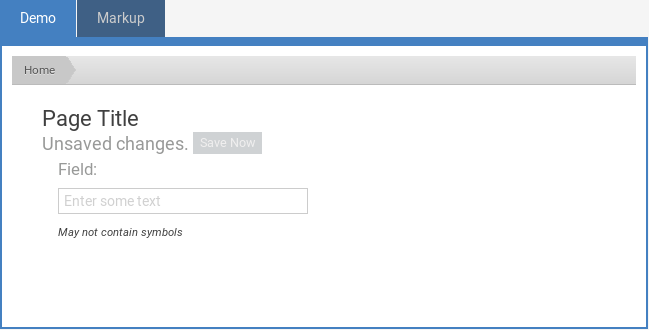 Demo Markup
Home
Page Title
Unsaved changes. Save Now
Field:
Enter some text
May not contain symbols